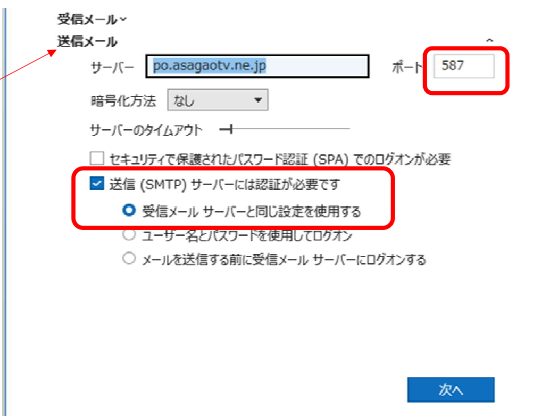 受信メール
送信メール
サーバー po.asagaotv.ne.jp ポート 587
暗号化方法 なし
サーバーのタイムアウト
セキュリティで保護されたパスワード認証 (SPA) でのログオンが必要
送信 (SMTP) サーバーには認証が必要です
受信メール サーバーと同じ設定を使用する
ユーザー名とパスワードを使用してログオン
メールを送信する前に受信メール サーバーにログオンする
次へ